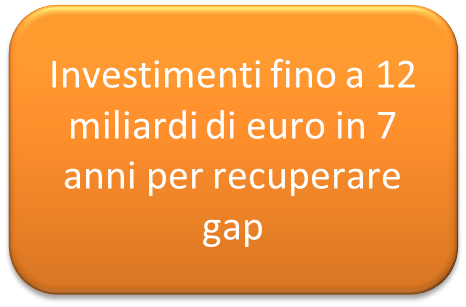 Investimenti fino a 12
miliardi di euro in 7
anni per recuperare
gap